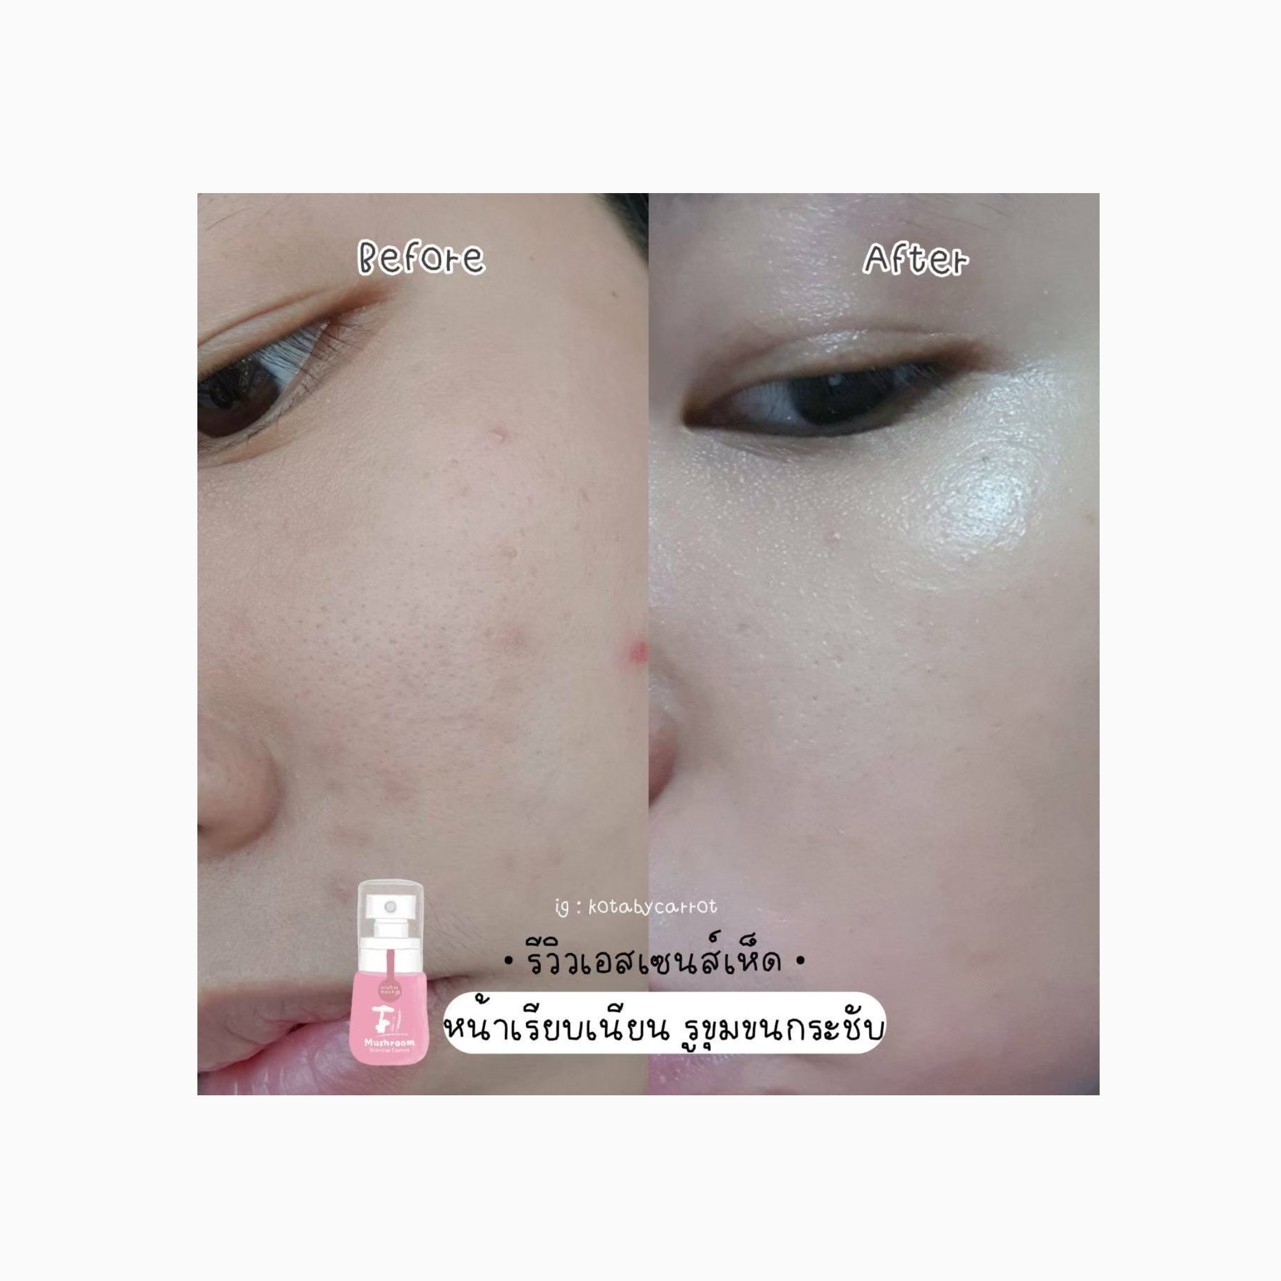 Before
After
ig : kotabycarrot
• รีวิวเอสเซนส์เห็ด •
หน้าเรียบเนียน รูขุมขนกระชับ
Mushroom